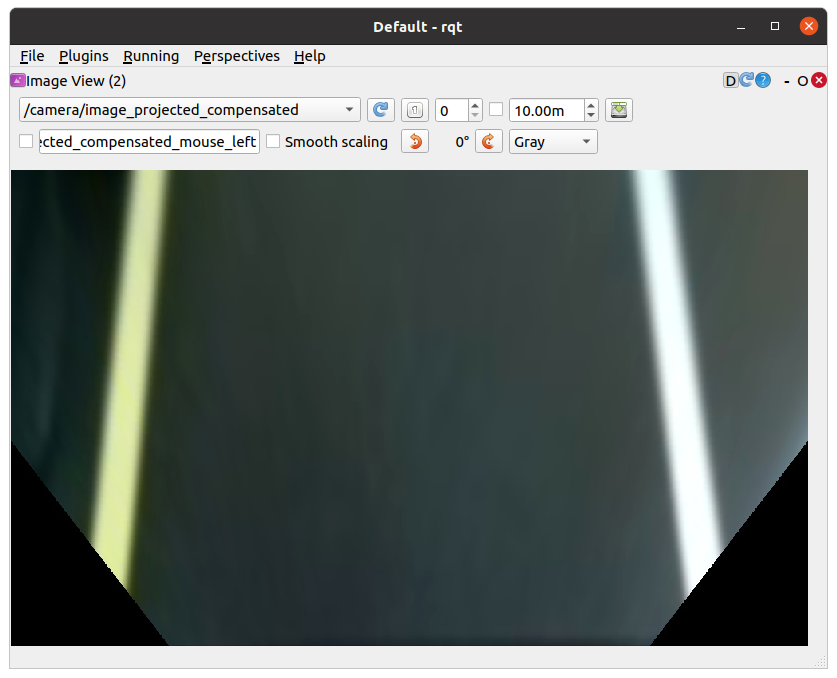 Default - rqt
File Plugins Running Perspectives Help
Image View (2) D ? - O
/camera/image_projected_compensated 0 10.00m
ected_compensated_mouse_left Smooth scaling 0° Gray